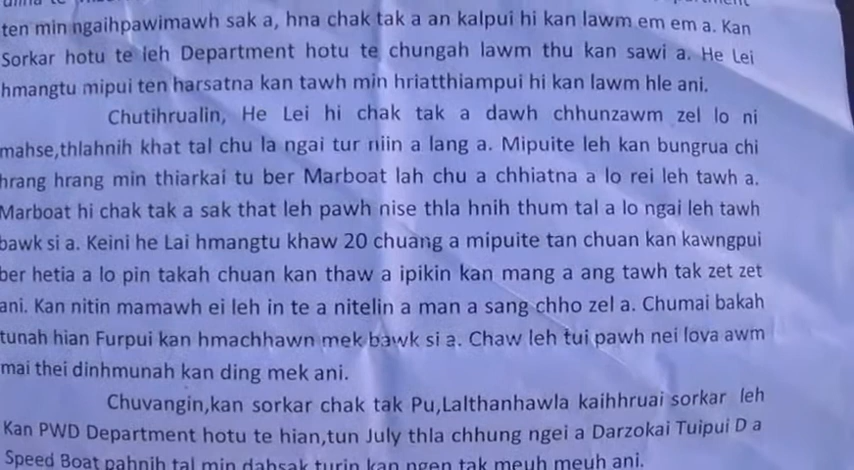 ten min ngaihpawimawh sak a, hna chak tak a an kalpui hi kan lawm em em a. Kan
Sorkar hotu te leh Department hotu te chungah lawm thu kan sawi a. He Lei
hmangtu mipui ten harsatna kan tawh min hriatthiampui hi kan lawm hle ani.
Chutihrualin, He Lei hi chak tak a dawh chhunzawm zel lo ni
mahse,thlahnih khat tal chu la ngai tur niin a lang a. Mipuite leh kan bungrua chi
hrang hrang min thiarkai tu ber Marboat lah chu a chhiatna a lo rei leh tawh a.
Marboat hi chak tak a sak that leh pawh nise thla hnih thum tal a lo ngai leh tawh
bawk si a. Keini he Lai hmangtu khaw 20 chuang a mipuite tan chuan kan kawngpui
ber hetia a lo pin takah chuan kan thaw a ipikin kan mang a ang tawh tak zet zet
ani. Kan nitin mamawh ei leh in te a nitelin a man a sang chho zel a. Chumai bakah
tunah hian Furpui kan hmachhawn mek bawk si a. Chaw leh tui pawh nei lova awm
mai thei dinhmunah kan ding mek ani.
Chuvangin,kan sorkar chak tak Pu,Lalthanhawla kaihhruai sorkar leh
Kan PWD Department hotu te hian,tun July thla chhung ngei a Darzokai Tuipui D a
Speed Boat pahnih tal min dahsak turin kan ngen tak meuh meuh ani.